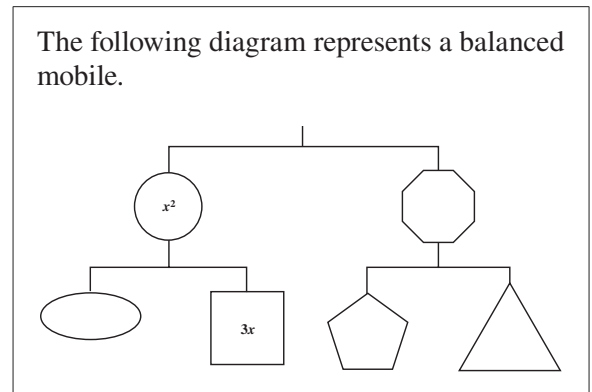 The following diagram represents a balanced
mobile.
x²
3x